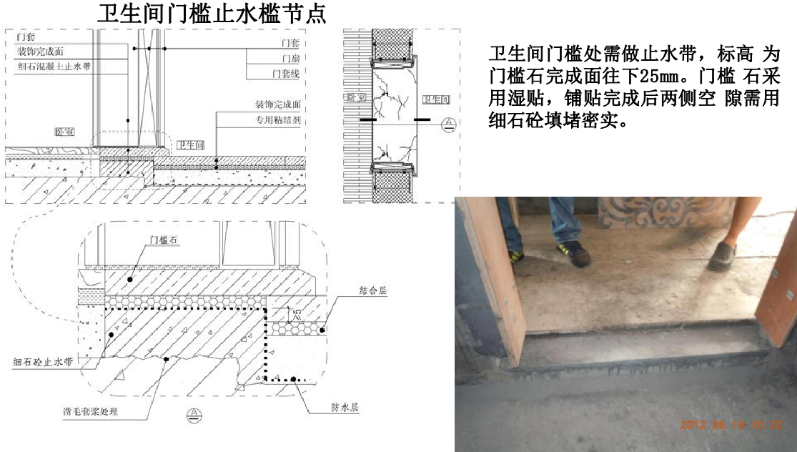 卫生间门槛止水槛节点
门套
装饰完成面
细石混凝土止水带
门套
门扇
门套线
装饰完成面
专用粘结剂
卧室
卫生间
卧室
卫生间
卫生间门槛处需做止水带，标高 为
门槛石完成面往下25mm。门槛 石采
用湿贴，铺贴完成后两侧空 隙需用
细石砼填堵密实。
门槛石
结合层
25
细石砼止水带
凿毛套浆处理
防水层